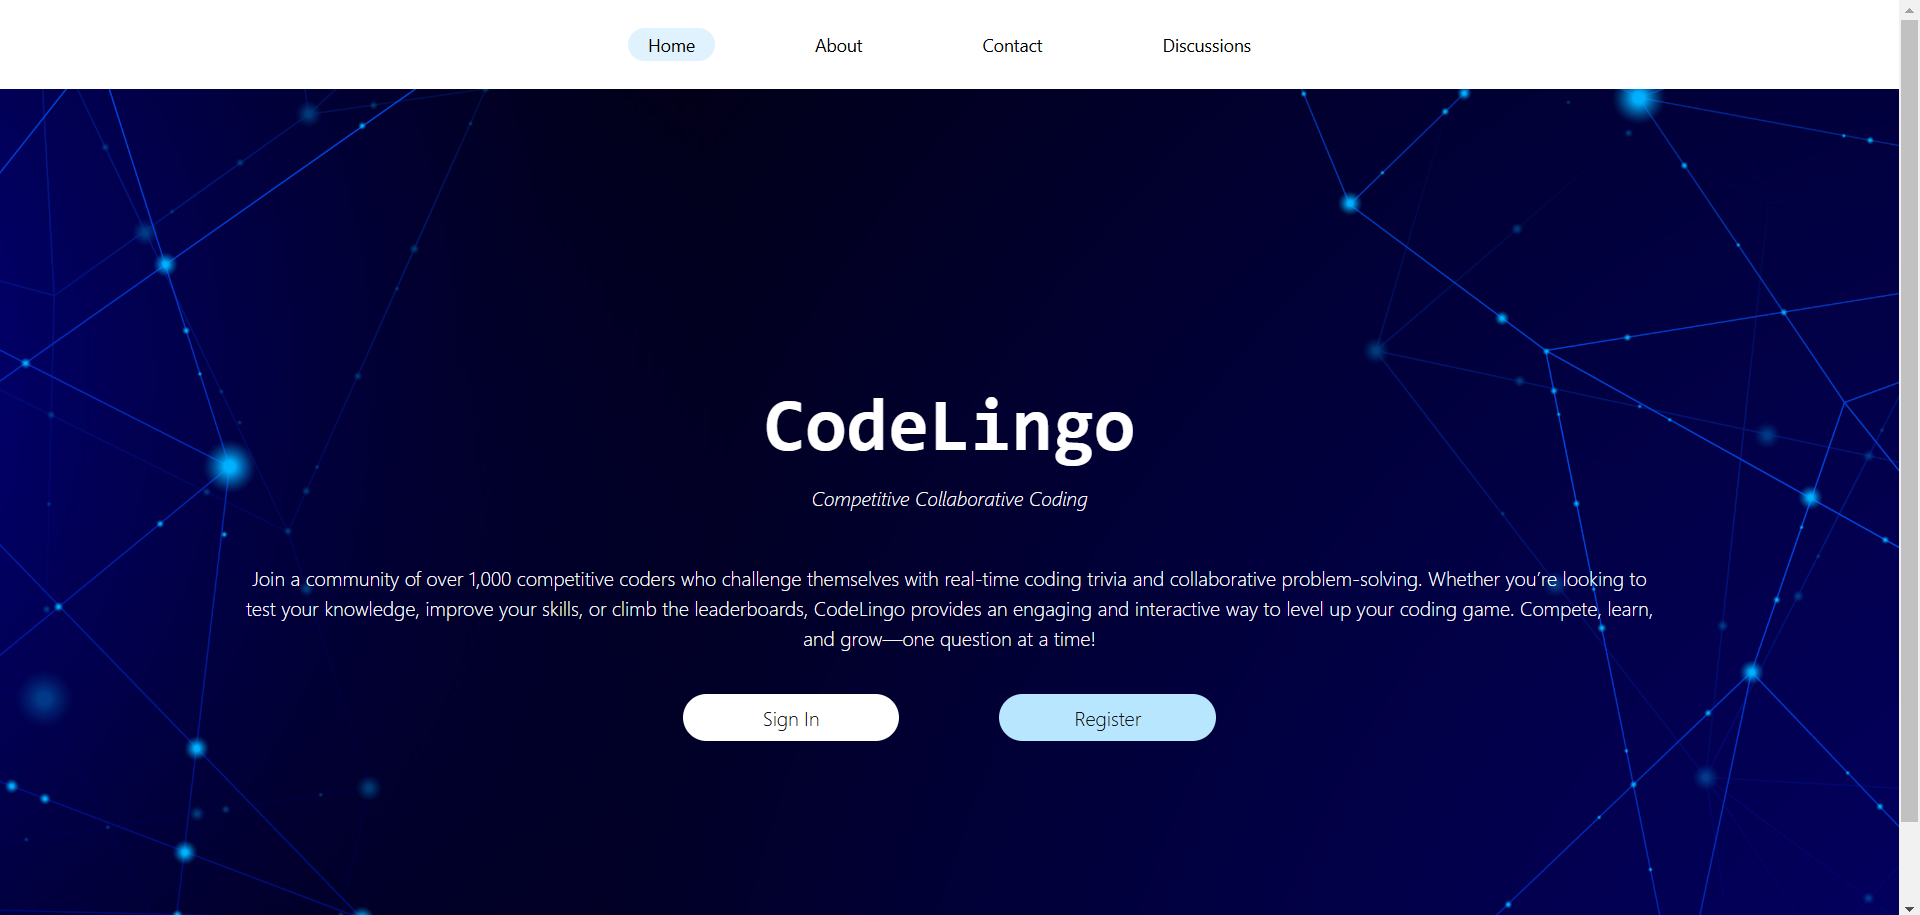 Home About Contact Discussions
CodeLingo
Competitive Collaborative Coding
Join a community of over 1,000 competitive coders who challenge themselves with real-time coding trivia and collaborative problem-solving. Whether you’re looking to
test your knowledge, improve your skills, or climb the leaderboards, CodeLingo provides an engaging and interactive way to level up your coding game. Compete, learn,
and grow—one question at a time!
Sign In Register